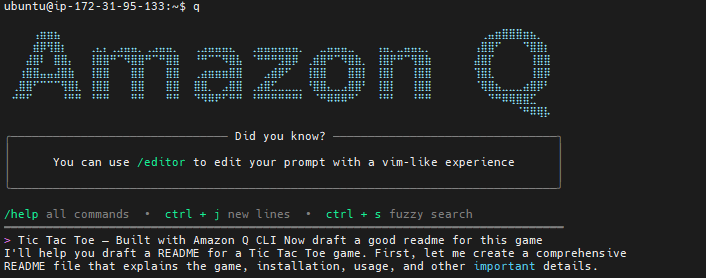 ubuntu@ip-172-31-95-133:~$ q
Amazon Q
Did you know?
You can use /editor to edit your prompt with a vim-like experience
/help all commands • ctrl + j new lines • ctrl + s fuzzy search
> Tic Tac Toe – Built with Amazon Q CLI Now draft a good readme for this game
I'll help you draft a README for a Tic Tac Toe game. First, let me create a comprehensive
README file that explains the game, installation, usage, and other important details.